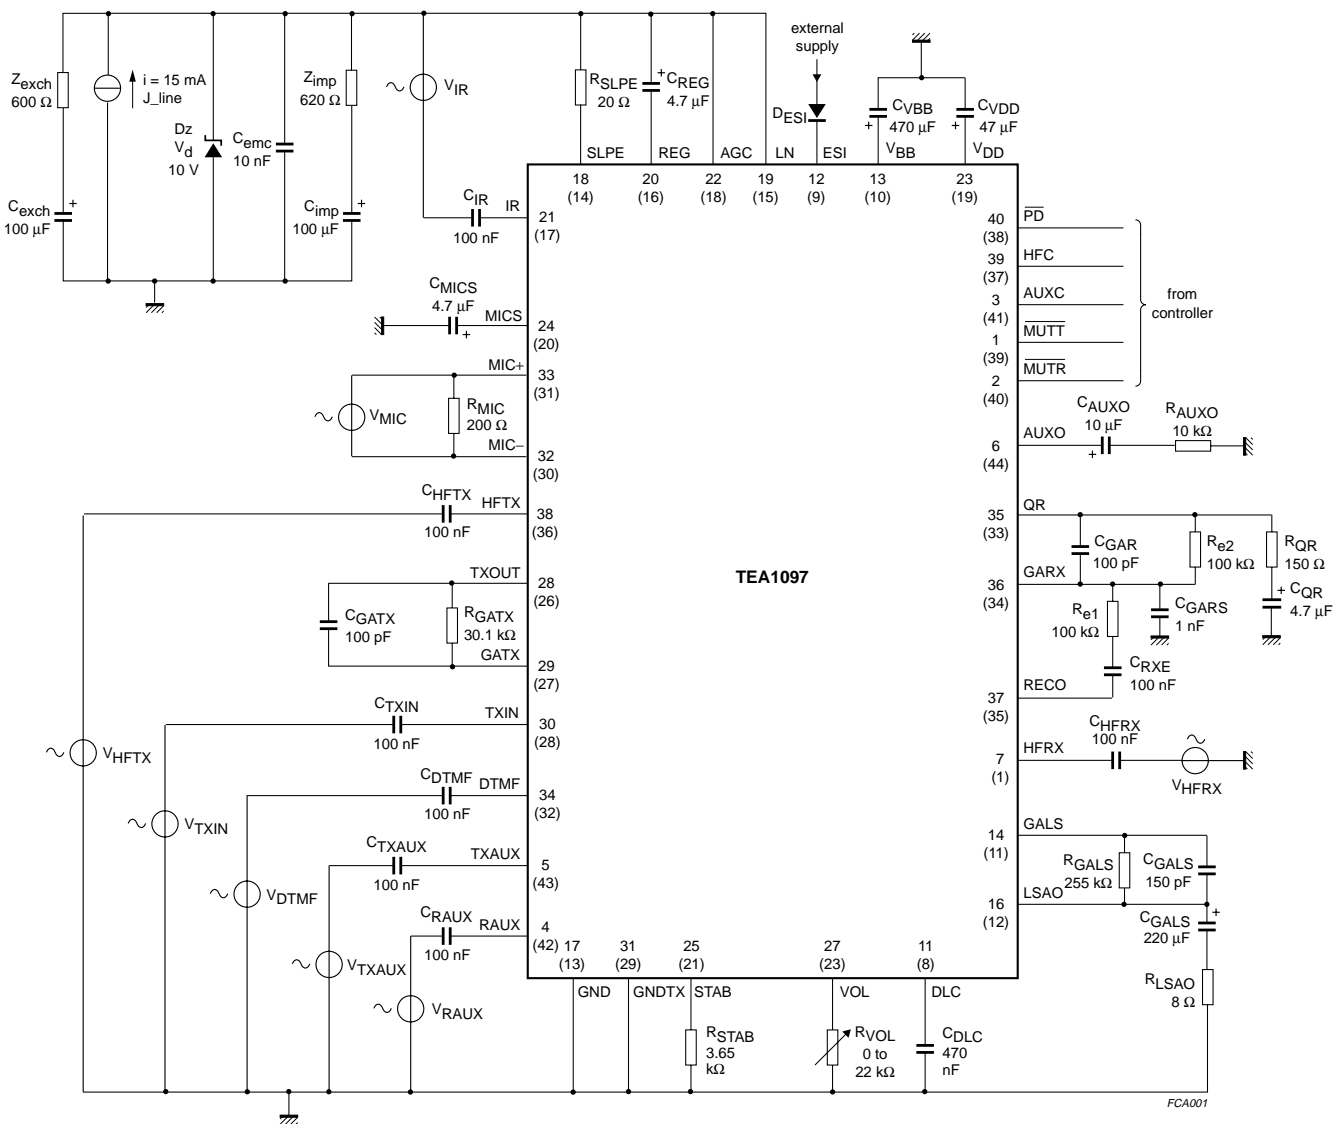 external
supply
Zexch
600 Ω
i = 15 mA
J_line
Zimp
620 Ω
VIR
RSLPE
20 Ω
+
CREG
4.7 µF
DESI
CVBB
470 µF
+
CVDD
47 µF
+
Dz
Vd
10 V
Cemc
10 nF
SLPE
REG
AGC
LN
ESI
VBB
VDD
18
(14)
20
(16)
22
(18)
19
(15)
12
(9)
13
(10)
23
(19)
Cexch
100 µF
+
Cimp
100 µF
+
CIR
100 nF
IR
21
(17)
40
(38)
PD
39
(37)
HFC
3
(41)
AUXC
1
(39)
MUTT
2
(40)
MUTR
from
controller
CMICS
4.7 µF
+
MICS
24
(20)
MIC+
33
(31)
VMIC
RMIC
200 Ω
MIC−
32
(30)
AUXO
6
(44)
CAUXO
10 µF
+
RAUXO
10 kΩ
CHFTX
100 nF
HFTX
38
(36)
QR
35
(33)
CGAR
100 pF
Re2
100 kΩ
RQR
150 Ω
TEA1097
TXOUT
28
(26)
CGATX
100 pF
RGATX
30.1 kΩ
GATX
29
(27)
GARX
36
(34)
Re1
100 kΩ
CGARS
1 nF
+
CQR
4.7 µF
CRXE
100 nF
RECO
37
(35)
CTXIN
100 nF
TXIN
30
(28)
VHFTX
HFRX
7
(1)
CHFRX
100 nF
VHFRX
CDTMF
100 nF
DTMF
34
(32)
VTXIN
GALS
14
(11)
RGALS
255 kΩ
CGALS
150 pF
CTXAUX
100 nF
TXAUX
5
(43)
VDTMF
LSAO
16
(12)
CGALS
220 µF
+
CRAUX
100 nF
RAUX
4
(42)
VTXAUX
17
(13)
31
(29)
25
(21)
27
(23)
11
(8)
RLSAO
8 Ω
GND
GNDTX
STAB
VOL
DLC
VRAUX
RSTAB
3.65
kΩ
RVOL
0 to
22 kΩ
CDLC
470
nF
FCA001